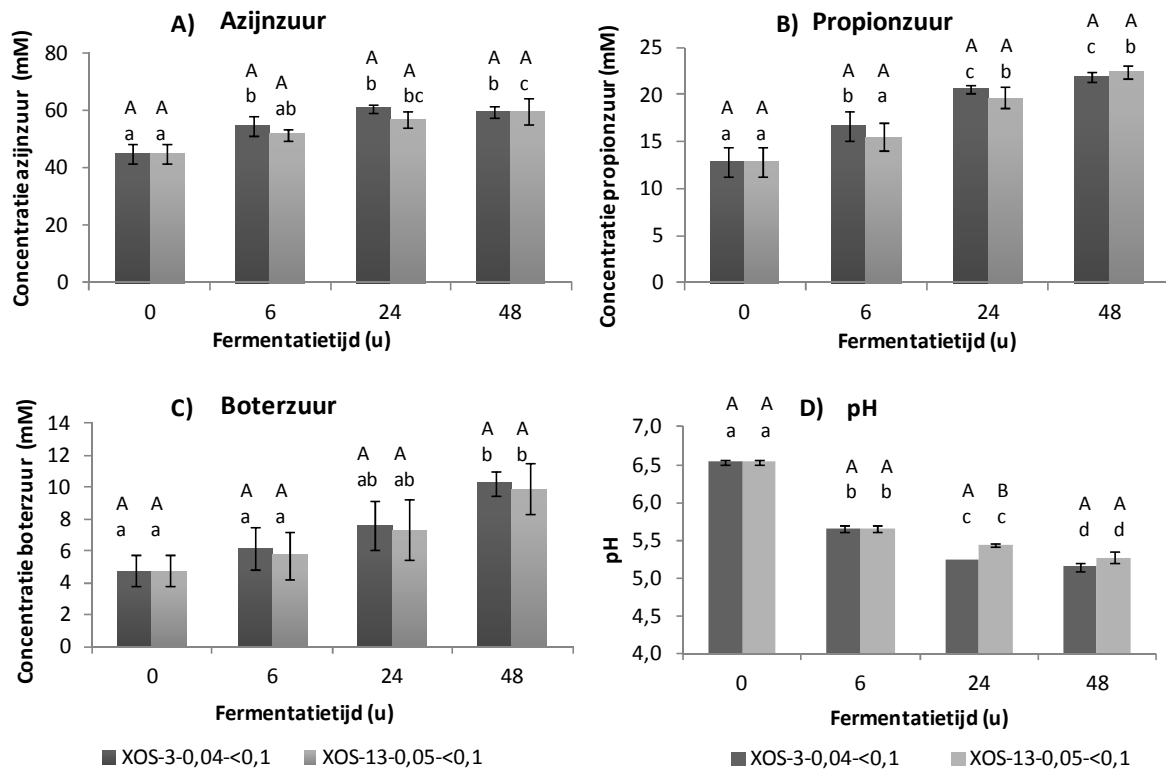 A) Azijnzuur
Concentratie azijnzuur (mM)
80
60
40
20
0
A A A A A A A A
a a b ab b bc b c
0 6 24 48
Fermentatietijd (u)
B) Propionzuur
Concentratie propionzuur (mM)
25
20
15
10
5
0
A A A A A A A A
a a b a c b c b
0 6 24 48
Fermentatietijd (u)
C) Boterzuur
Concentratie boterzuur (mM)
14
12
10
8
6
4
2
0
A A A A A A A A
a a a a ab ab b b
0 6 24 48
Fermentatietijd (u)
XOS-3-0,04-<0,1 XOS-13-0,05-<0,1
D) pH
pH
7,0
6,5
6,0
5,5
5,0
4,5
4,0
A A A A A B A A
a a b b c c d d
0 6 24 48
Fermentatietijd (u)
XOS-3-0,04-<0,1 XOS-13-0,05-<0,1